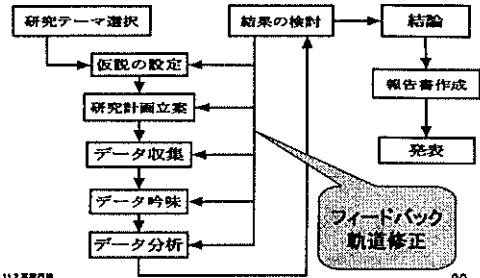 研究テーマ選択
仮説の設定
研究計画立案
データ収集
データ吟味
データ分析
結果の検討
結論
報告書作成
発表
フィードバック
軌道修正
20